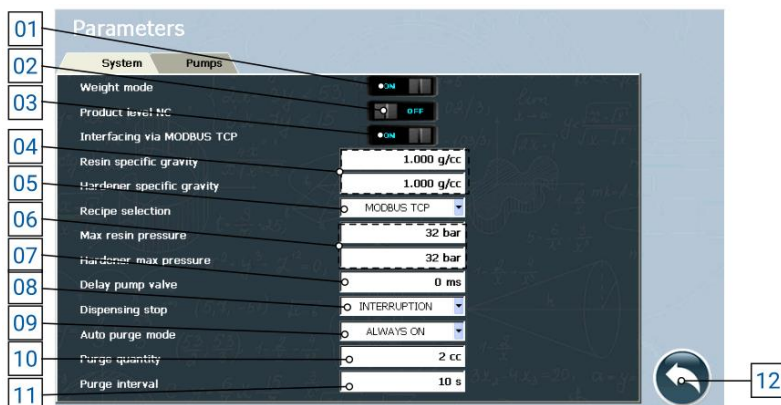 Parameters
System Pumps
01
02
03
04
05
06
07
08
09
10
11
12
Weight mode ON
Product level NC OFF
Interfacing via MODBUS TCP ON
Resin specific gravity 1.000 g/cc
Hardener specific gravity 1.000 g/cc
Recipe selection MODBUS TCP
Max resin pressure 32 bar
Hardener max pressure 32 bar
Delay pump valve 0 ms
Dispensing stop INTERRUPTION
Auto purge mode ALWAYS ON
Purge quantity 2 cc
Purge interval 10 s